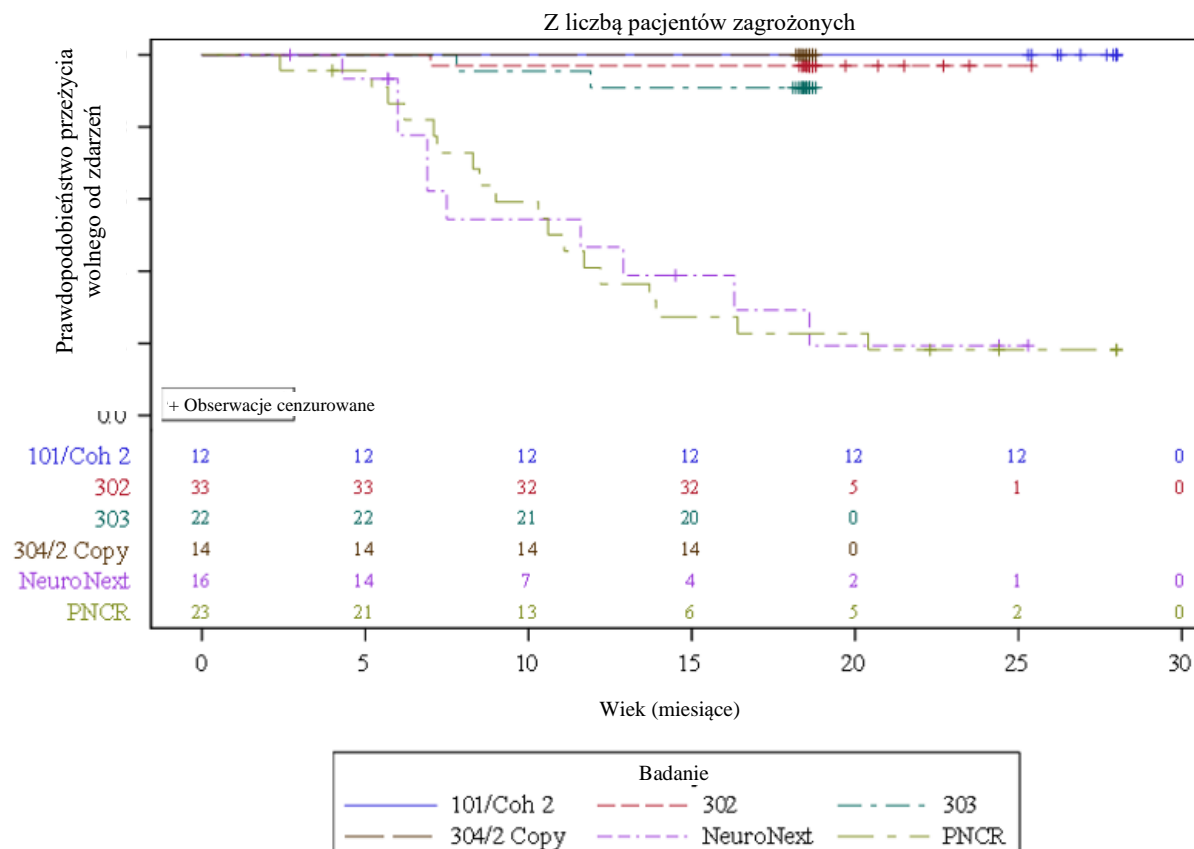 Z liczbą pacjentów zagrożonych
Prawdopodobieństwo przeżycia
wolnego od zdarzeń
+ Obserwacje cenzurowane
0.0
101/Coh 2 12 12 12 12 12 12 0
302 33 33 32 32 5 1 0
303 22 22 21 20 0
304/2 Copy 14 14 14 14 0
NeuroNext 16 14 7 4 2 1 0
PNCR 23 21 13 6 5 2 0
0 5 10 15 20 25 30
Wiek (miesiące)
Badanie
101/Coh 2 302 303
304/2 Copy NeuroNext PNCR